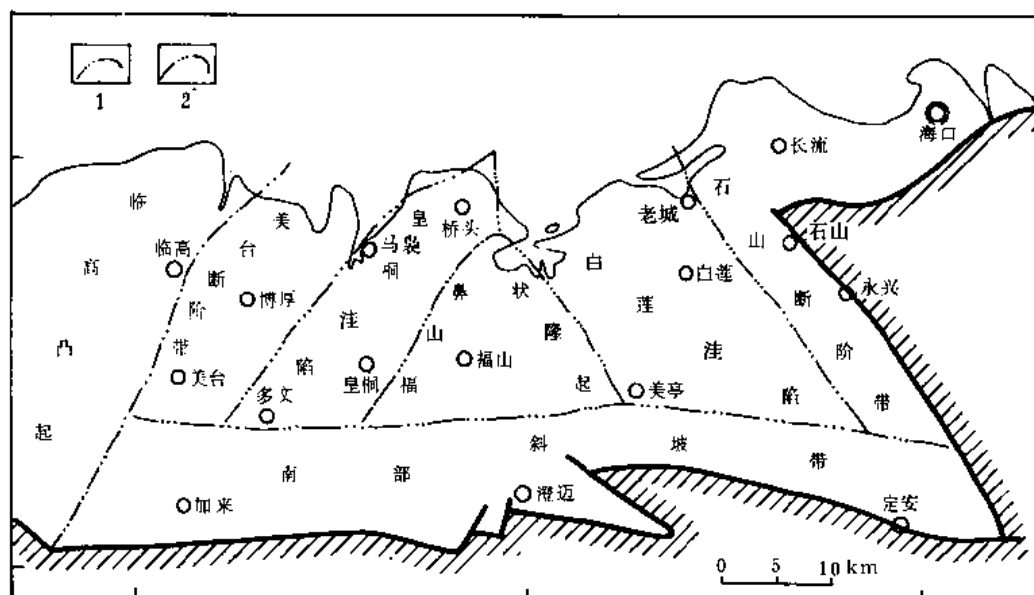 1
2
海口
长流
石山断阶带
老城
石山
永兴
白莲
白莲洼陷
美亭
临高凸起
临高
美台断阶带
博厚
美台
马袅
皇桐洼陷
桥头
皇桐
多文
福山鼻状隆起
福山
南部斜坡带
加来
澄迈
定安
0 5 10 km